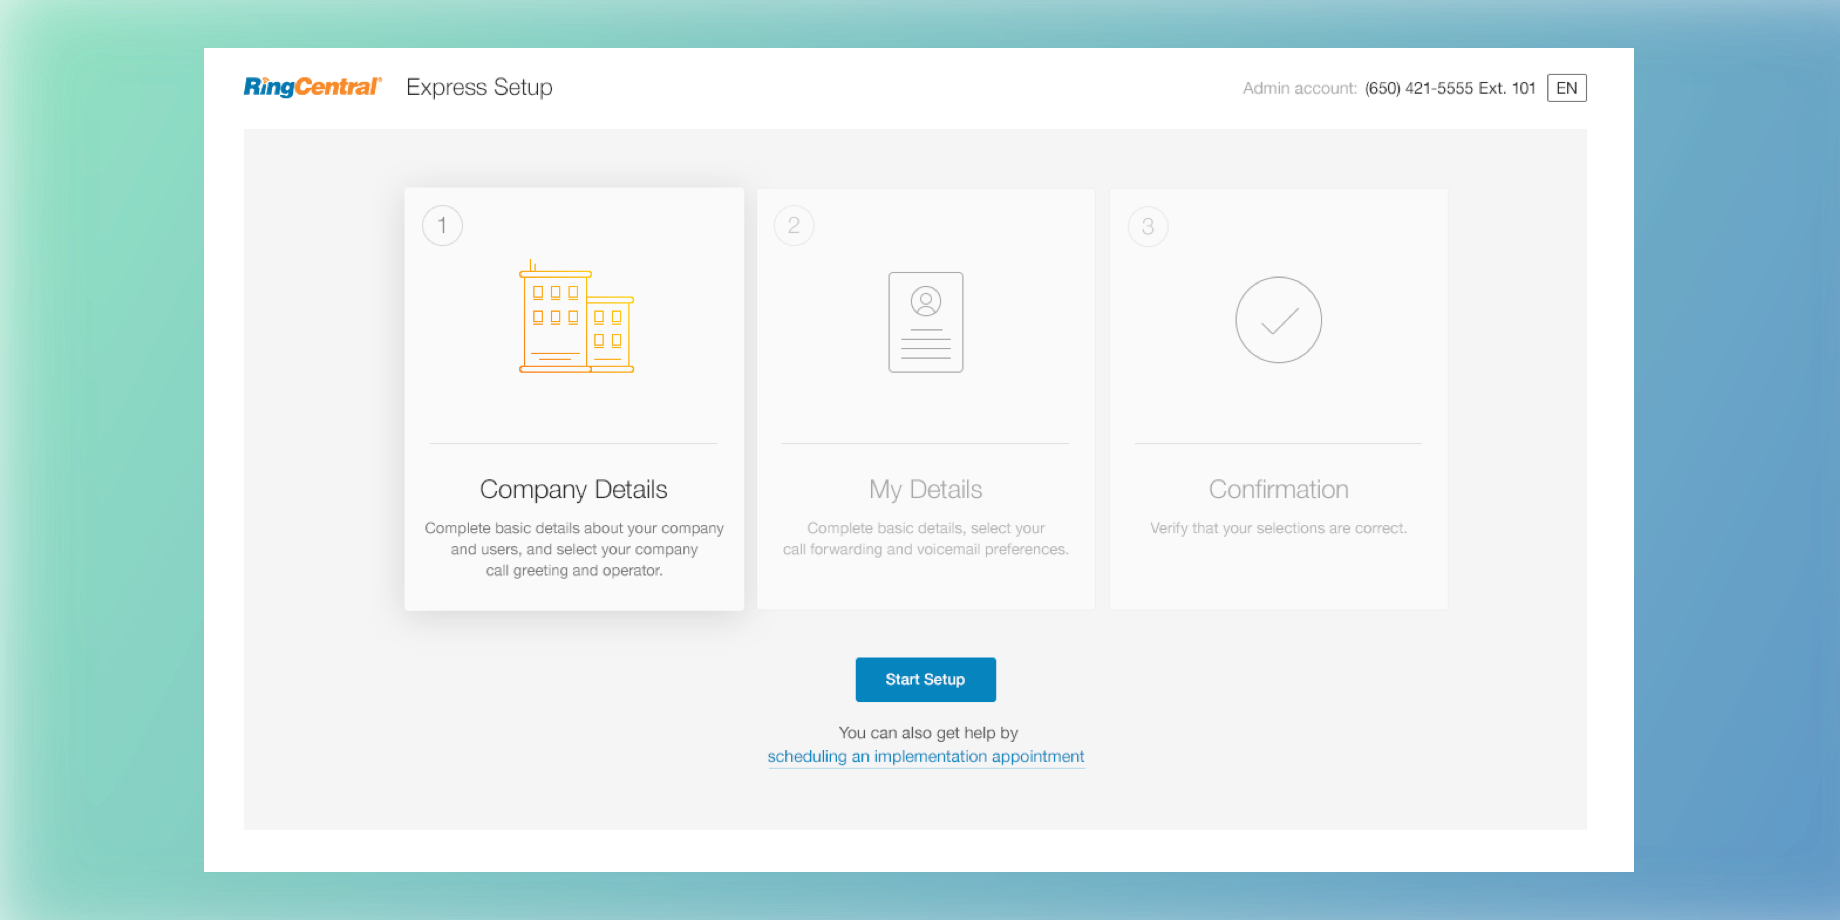 RingCentral® Express Setup
Admin account: (650) 421-5555 Ext. 101 EN
1
Company Details
Complete basic details about your company
and users, and select your company
call greeting and operator.
2
My Details
Complete basic details, select your
call forwarding and voicemail preferences.
3
Confirmation
Verify that your selections are correct.
Start Setup
You can also get help by
scheduling an implementation appointment